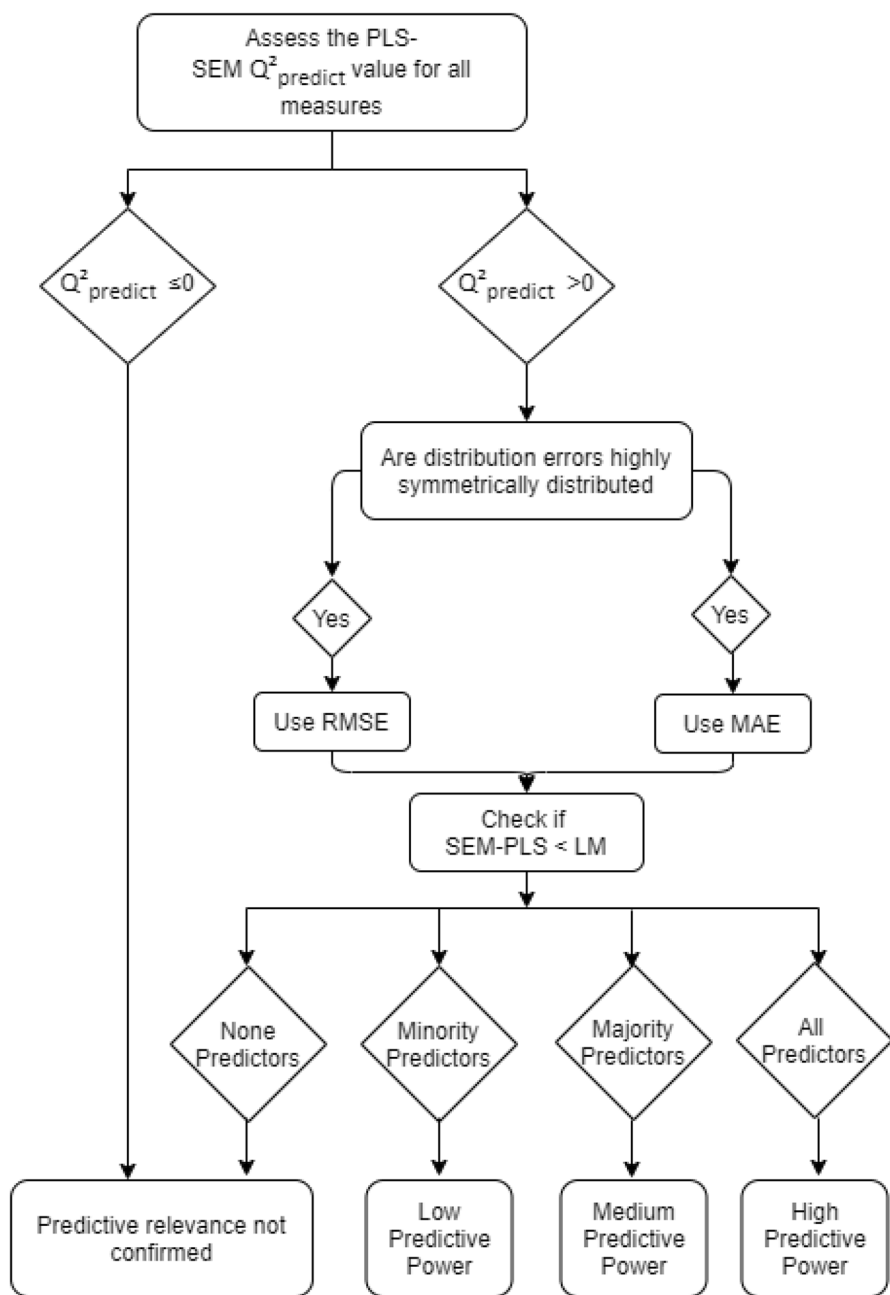 Assess the PLS-
SEM Q²predict value for all
measures
Q²predict ≤0
Q²predict >0
Are distribution errors highly
symmetrically distributed
Yes
Yes
Use RMSE
Use MAE
Check if
SEM-PLS < LM
None
Predictors
Minority
Predictors
Majority
Predictors
All
Predictors
Predictive relevance not
confirmed
Low
Predictive
Power
Medium
Predictive
Power
High
Predictive
Power